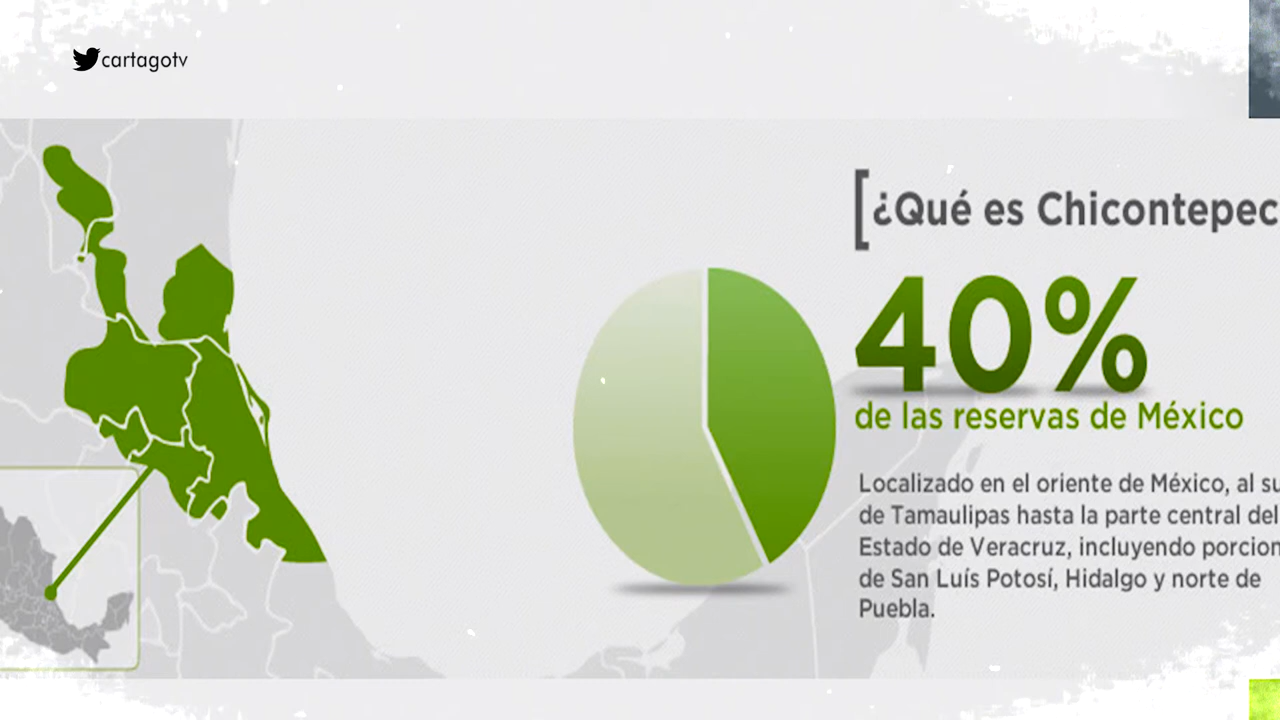 cartagotv
[¿Qué es Chicontepec
40%
de las reservas de México
Localizado en el oriente de México, al su
de Tamaulipas hasta la parte central del
Estado de Veracruz, incluyendo porcion
de San Luís Potosí, Hidalgo y norte de
Puebla.